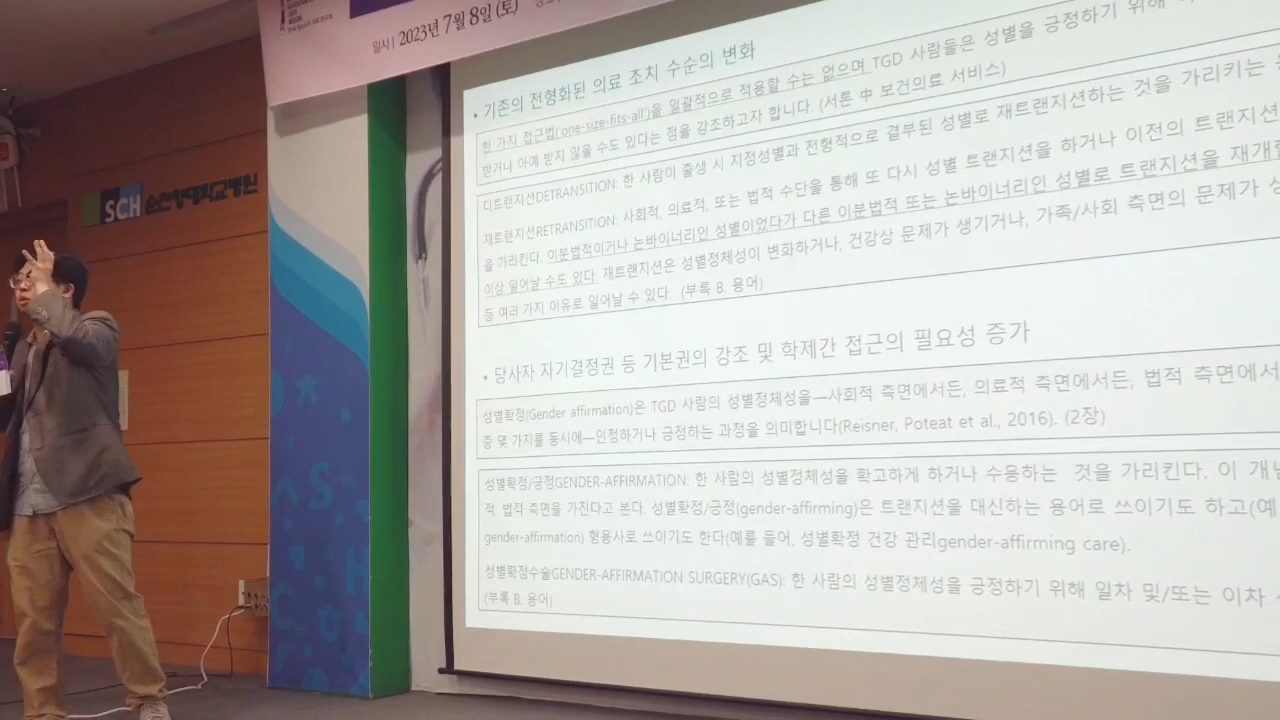 일시| 2023년 7월 8일 (토)
SCH 순천향대학교병원
• 기존의 전형화된 의료 조치 수순의 변화
한 가지 접근법('one-size-fits-all')을 일괄적으로 적용할 수는 없으며 TGD 사람들은 성별을 긍정하기 위해
받거나 아예 받지 않을 수도 있다는 점을 강조하고자 합니다. (서론 中 보건의료 서비스)
디트랜지션DETRANSITION: 한 사람이 출생 시 지정성별과 전형적으로 결부된 성별로 재트랜지션하는 것을 가리키는
재트랜지션RETRANSITION: 사회적, 의료적, 또는 법적 수단을 통해 또 다시 성별 트랜지션을 하거나 이전의 트랜지션
을 가리킨다. 이분법적이거나 논바이너리인 성별이었다가 다른 이분법적 또는 논바이너리인 성별로 트랜지션을 재개
이상 일어날 수도 있다. 재트랜지션은 성별정체성이 변화하거나, 건강상 문제가 생기거나, 가족/사회 측면의 문제가
등 여러 가지 이유로 일어날 수 있다. (부록 B. 용어)
• 당사자 자기결정권 등 기본권의 강조 및 학제간 접근의 필요성 증가
성별확정(Gender affirmation)은 TGD 사람의 성별정체성을—사회적 측면에서든, 의료적 측면에서든, 법적 측면에서
중 몇 가지를 동시에—인정하거나 긍정하는 과정을 의미합니다(Reisner, Poteat et al., 2016). (2장)
성별확정/긍정GENDER-AFFIRMATION: 한 사람의 성별정체성을 확고하게 하거나 수용하는 것을 가리킨다. 이 개
적, 법적 측면을 가진다고 본다. 성별확정/긍정(gender-affirming)은 트랜지션을 대신하는 용어로 쓰이기도 하고(예
gender-affirmation) 형용사로 쓰이기도 한다(예를 들어, 성별확정 건강 관리gender-affirming care).
성별확정수술GENDER-AFFIRMATION SURGERY(GAS): 한 사람의 성별정체성을 긍정하기 위해 일차 및/또는 이차
(부록 B. 용어)